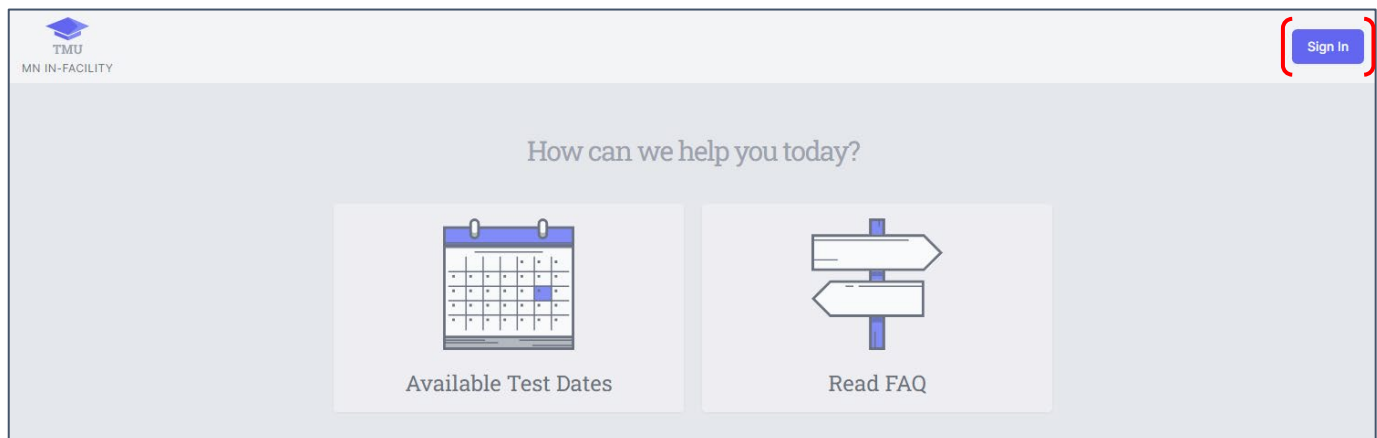 TMU
MN IN-FACILITY
Sign In
How can we help you today?
Available Test Dates
Read FAQ